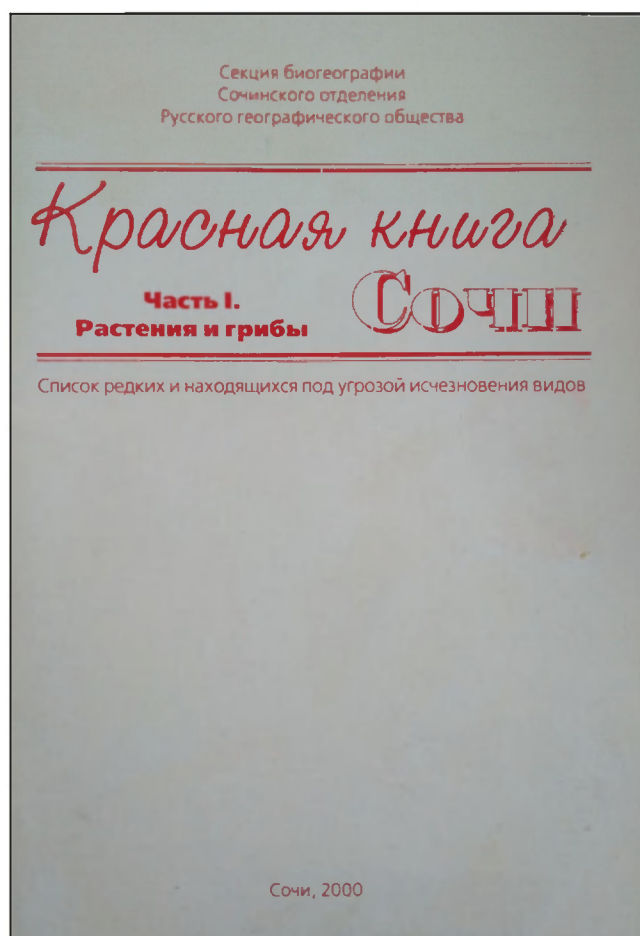 Секция биогеографии
Сочинского отделения
Русского географического общества
Красная книга
Сочи
Часть I.
Растения и грибы
Список редких и находящихся под угрозой исчезновения видов
Сочи, 2000